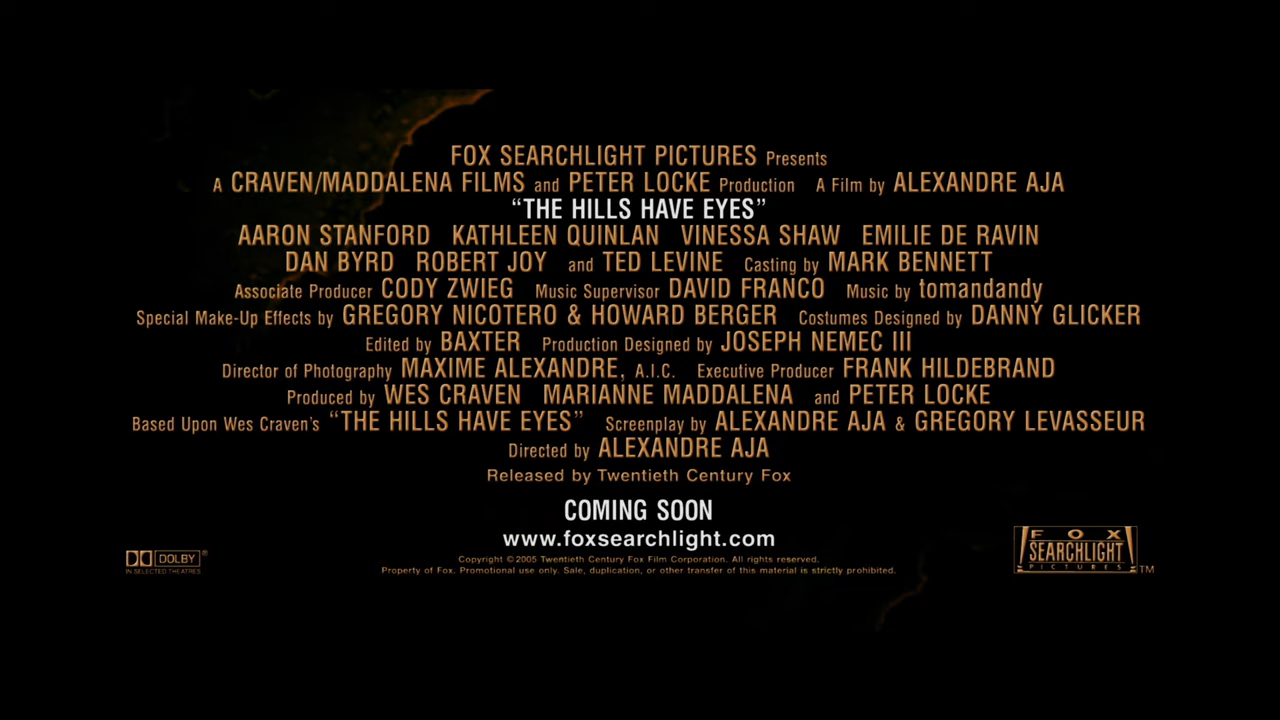 FOX SEARCHLIGHT PICTURES Presents
A CRAVEN/MADDALENA FILMS and PETER LOCKE Production A Film by ALEXANDRE AJA
“THE HILLS HAVE EYES”
AARON STANFORD KATHLEEN QUINLAN VINESSA SHAW EMILIE DE RAVIN
DAN BYRD ROBERT JOY and TED LEVINE Casting by MARK BENNETT
Associate Producer CODY ZWIEG Music Supervisor DAVID FRANCO Music by tomandandy
Special Make-Up Effects by GREGORY NICOTERO & HOWARD BERGER Costumes Designed by DANNY GLICKER
Edited by BAXTER Production Designed by JOSEPH NEMEC III
Director of Photography MAXIME ALEXANDRE, A.I.C. Executive Producer FRANK HILDEBRAND
Produced by WES CRAVEN MARIANNE MADDALENA and PETER LOCKE
Based Upon Wes Craven’s “THE HILLS HAVE EYES” Screenplay by ALEXANDRE AJA & GREGORY LEVASSEUR
Directed by ALEXANDRE AJA
Released by Twentieth Century Fox
COMING SOON
www.foxsearchlight.com
DOLBY®
IN SELECTED THEATRES
Copyright ©2005 Twentieth Century Fox Film Corporation. All rights reserved.
Property of Fox. Promotional use only. Sale, duplication, or other transfer of this material is strictly prohibited.
FOX
SEARCHLIGHT
PICTURES™